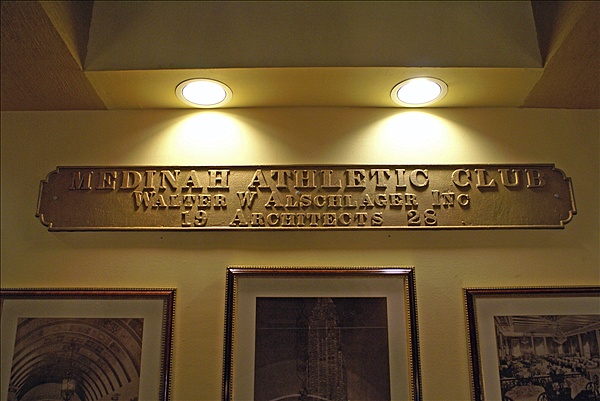 MEDINAH ATHLETIC CLUB
WALTER W AHLSCHLAGER INC
19 ARCHITECTS 28